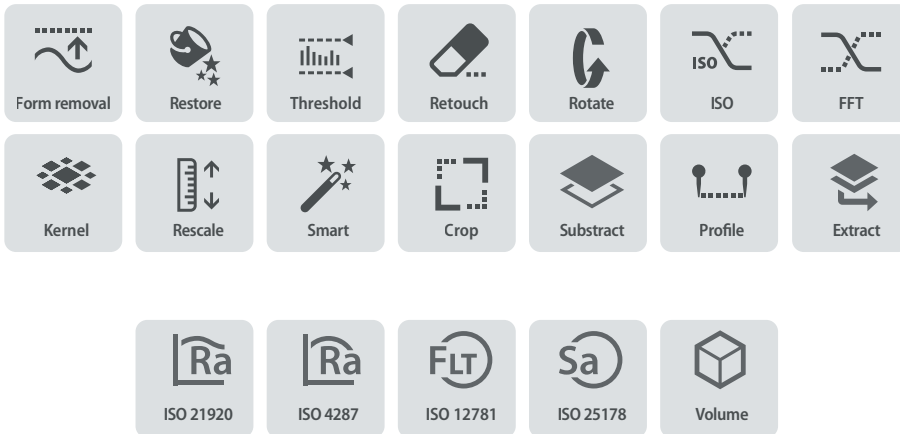 Form removal
Restore
Threshold
Retouch
Rotate
ISO
ISO
FFT
Kernel
Rescale
Smart
Crop
Substract
Profile
Extract
Ra
ISO 21920
Ra
ISO 4287
FLT
ISO 12781
Sa
ISO 25178
Volume